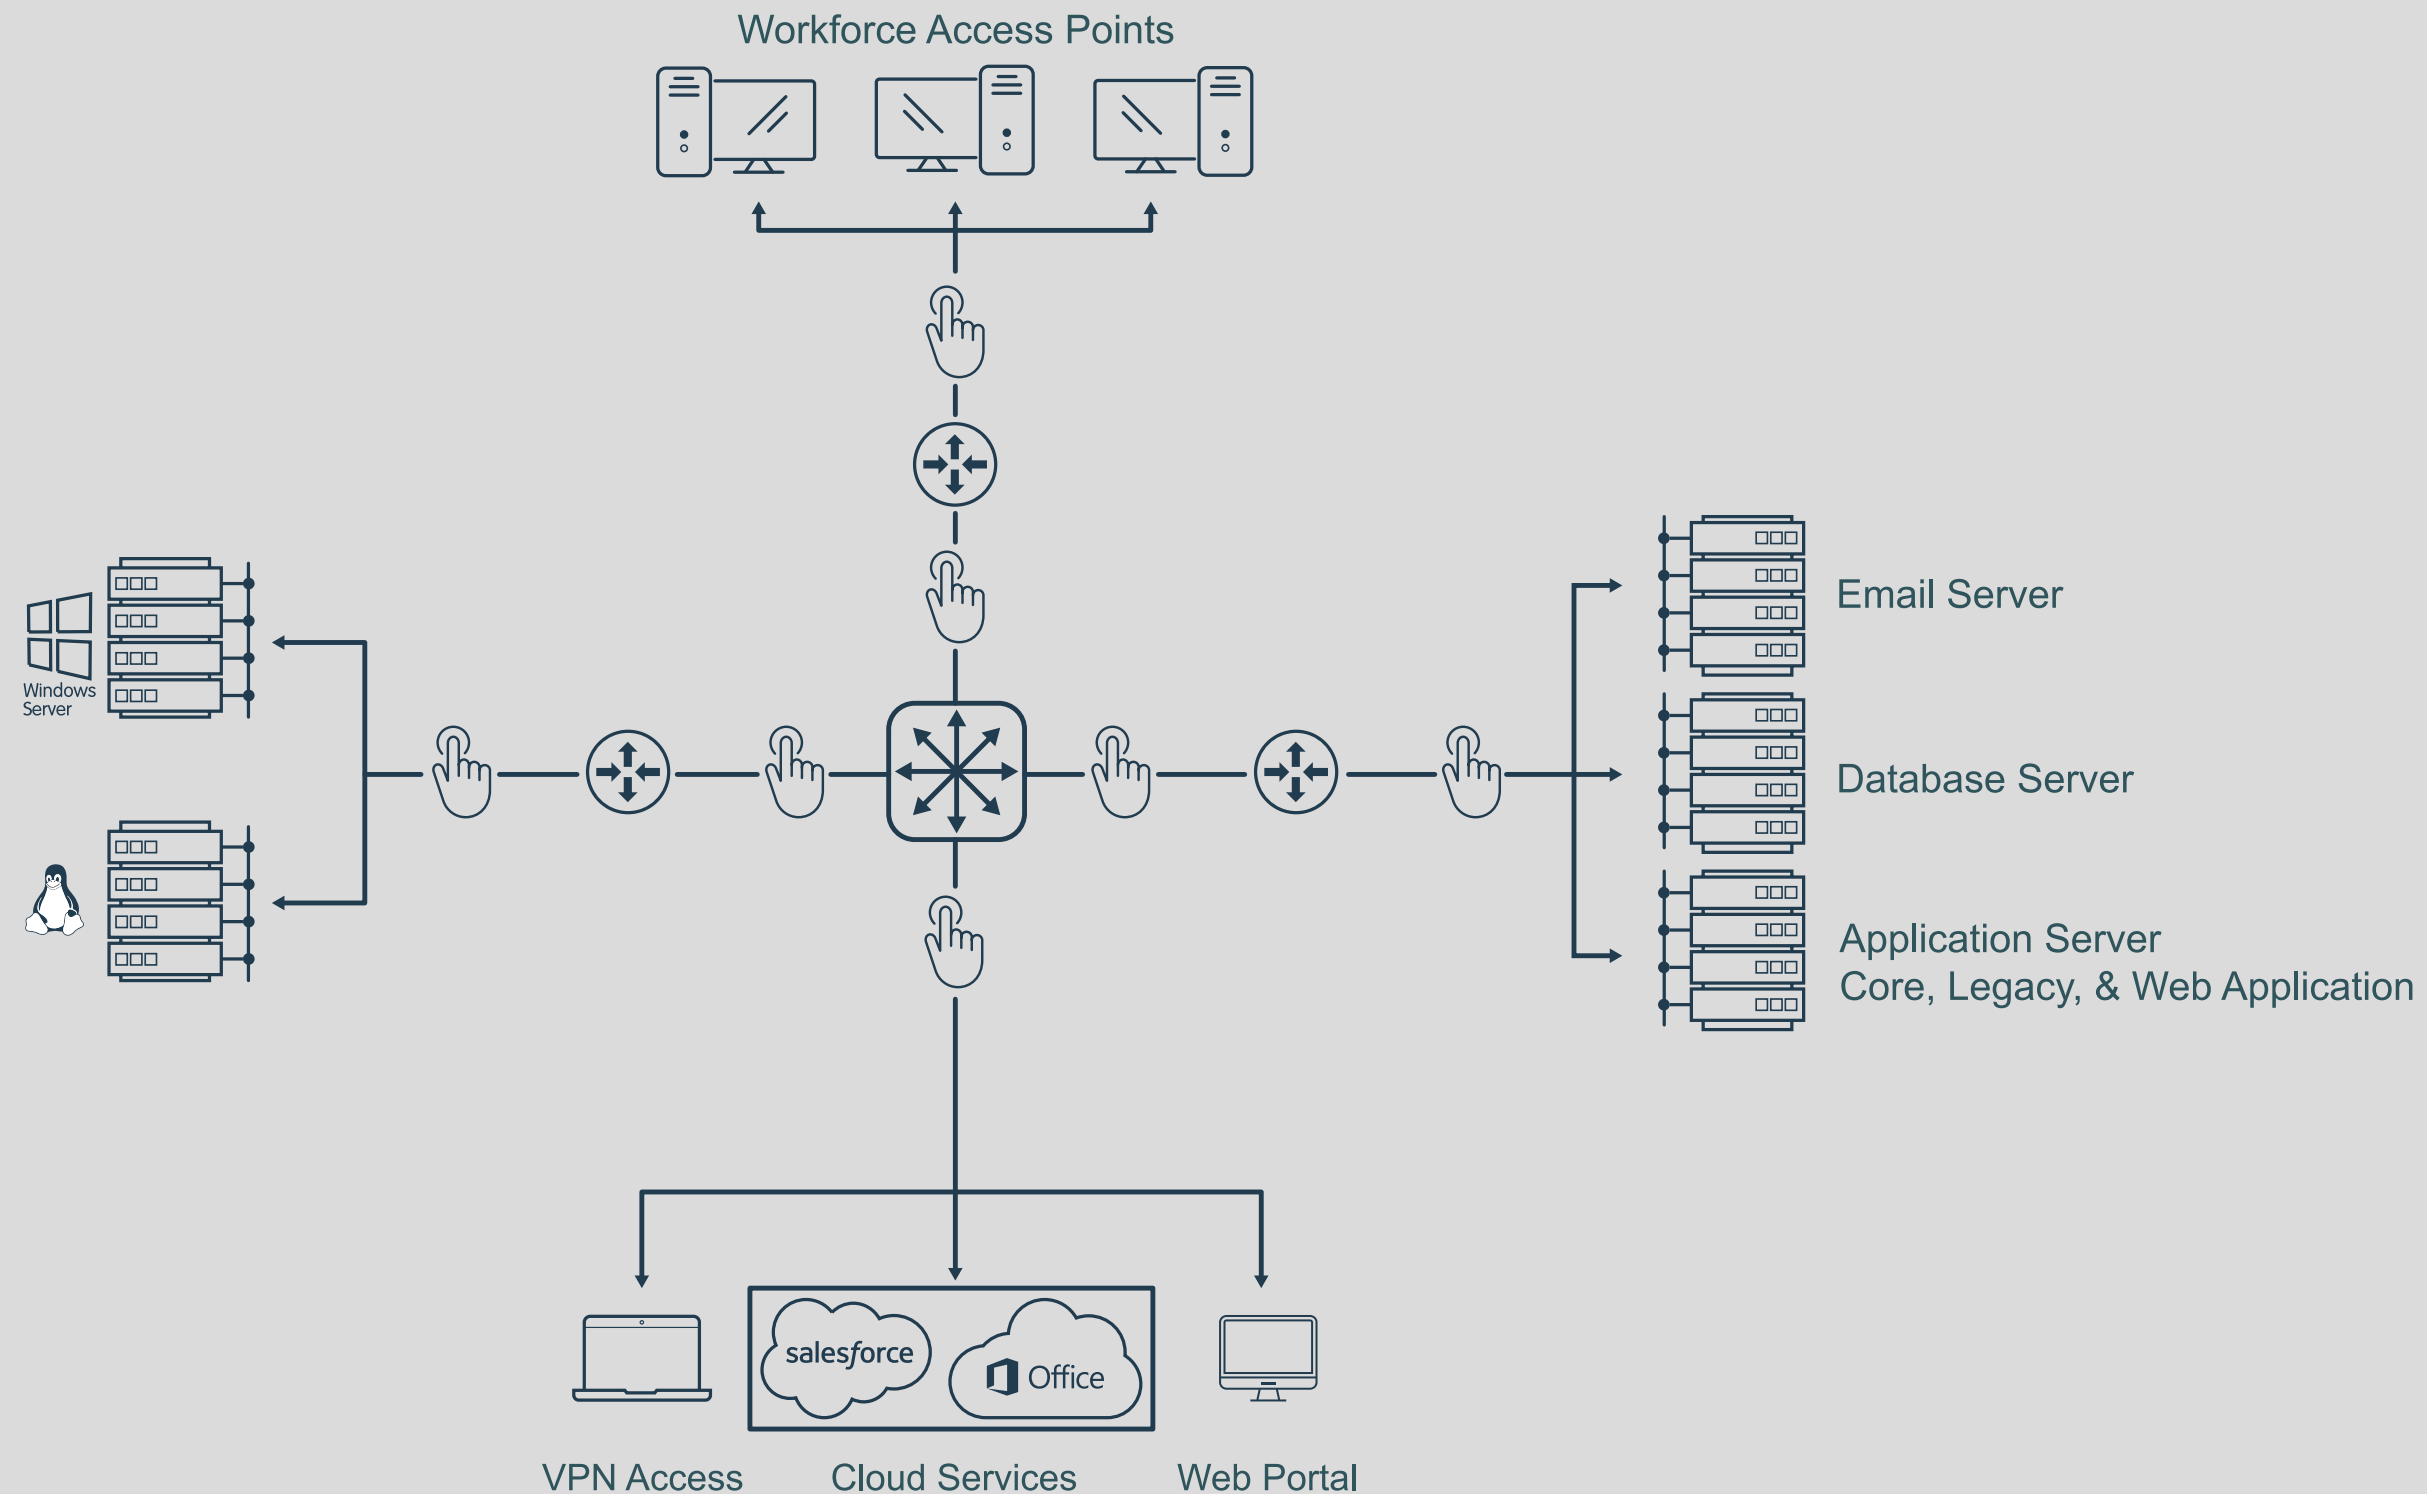 Workforce Access Points
Email Server
Windows
Server
Database Server
Application Server
Core, Legacy, & Web Application
salesforce
Office
VPN Access
Cloud Services
Web Portal